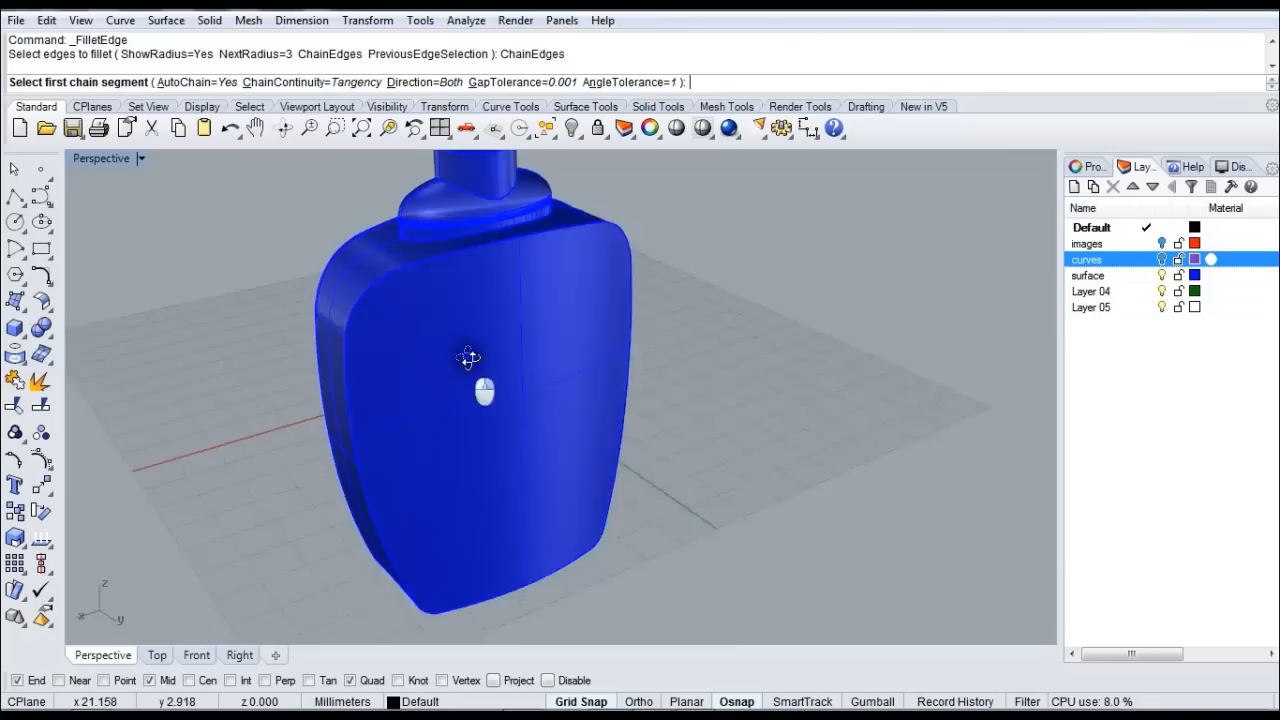 File Edit View Curve Surface Solid Mesh Dimension Transform Tools Analyze Render Panels Help
Command: _FilletEdge
Select edges to fillet ( ShowRadius=Yes NextRadius=3 ChainEdges PreviousEdgeSelection ): ChainEdges
Select first chain segment ( AutoChain=Yes ChainContinuity=Tangency Direction=Both GapTolerance=0.001 AngleTolerance=1 ):
Standard CPlanes Set View Display Select Viewport Layout Visibility Transform Curve Tools Surface Tools Solid Tools Mesh Tools Render Tools Drafting New in V5
Perspective
Pro... Lay... Help Dis...
Name Material
Default
images
curves
surface
Layer 04
Layer 05
z
x y
Perspective Top Front Right
End Near Point Mid Cen Int Perp Tan Quad Knot Vertex Project Disable
CPlane x 21.158 y 2.918 z 0.000 Millimeters Default Grid Snap Ortho Planar Osnap SmartTrack Gumball Record History Filter CPU use: 8.0 %